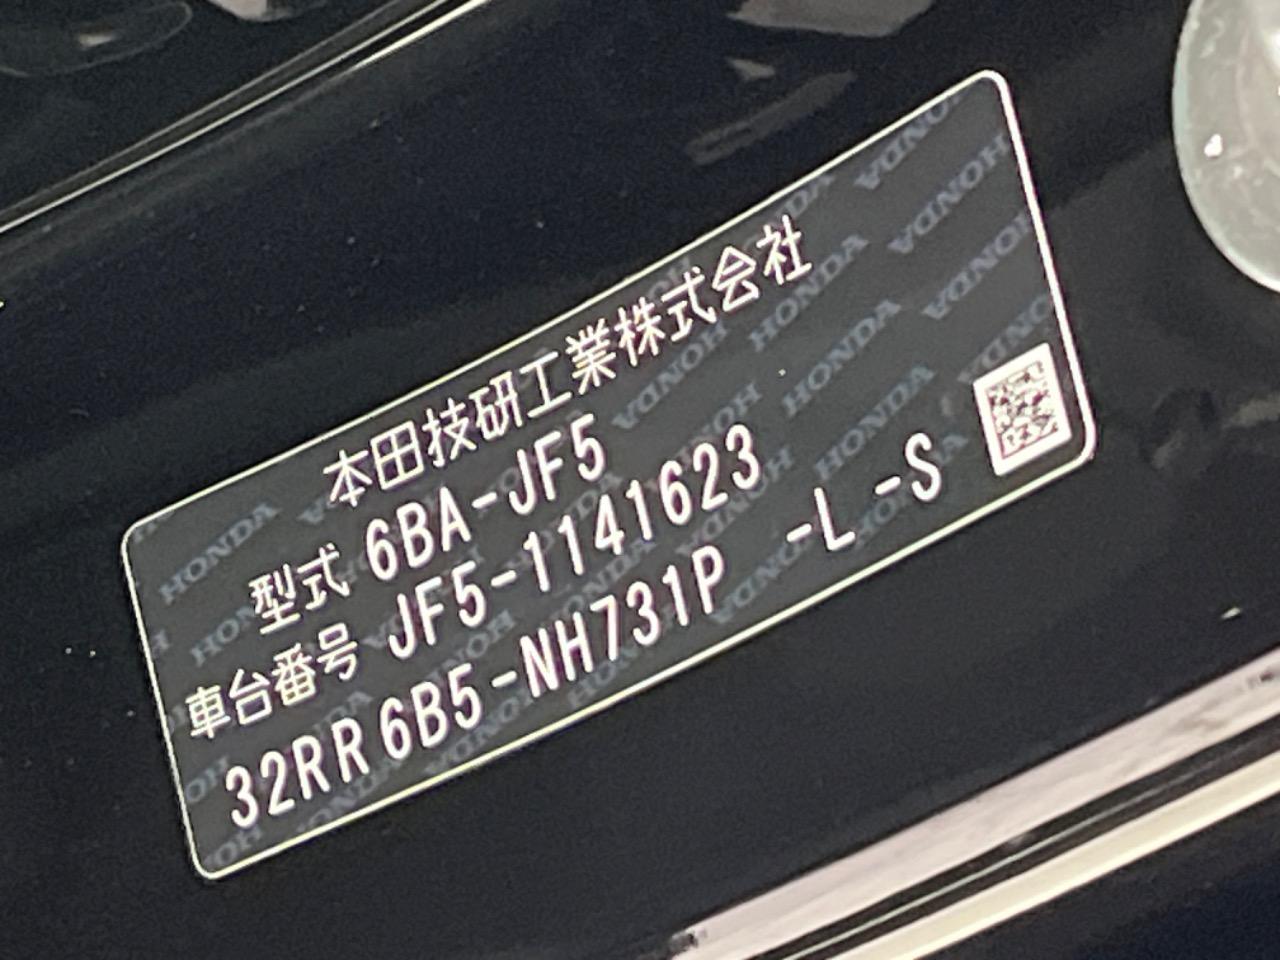 本田技研工業株式会社
型式 6BA-JF5
車台番号 JF5-1141623
32RR 6B5-NH731P -L -S